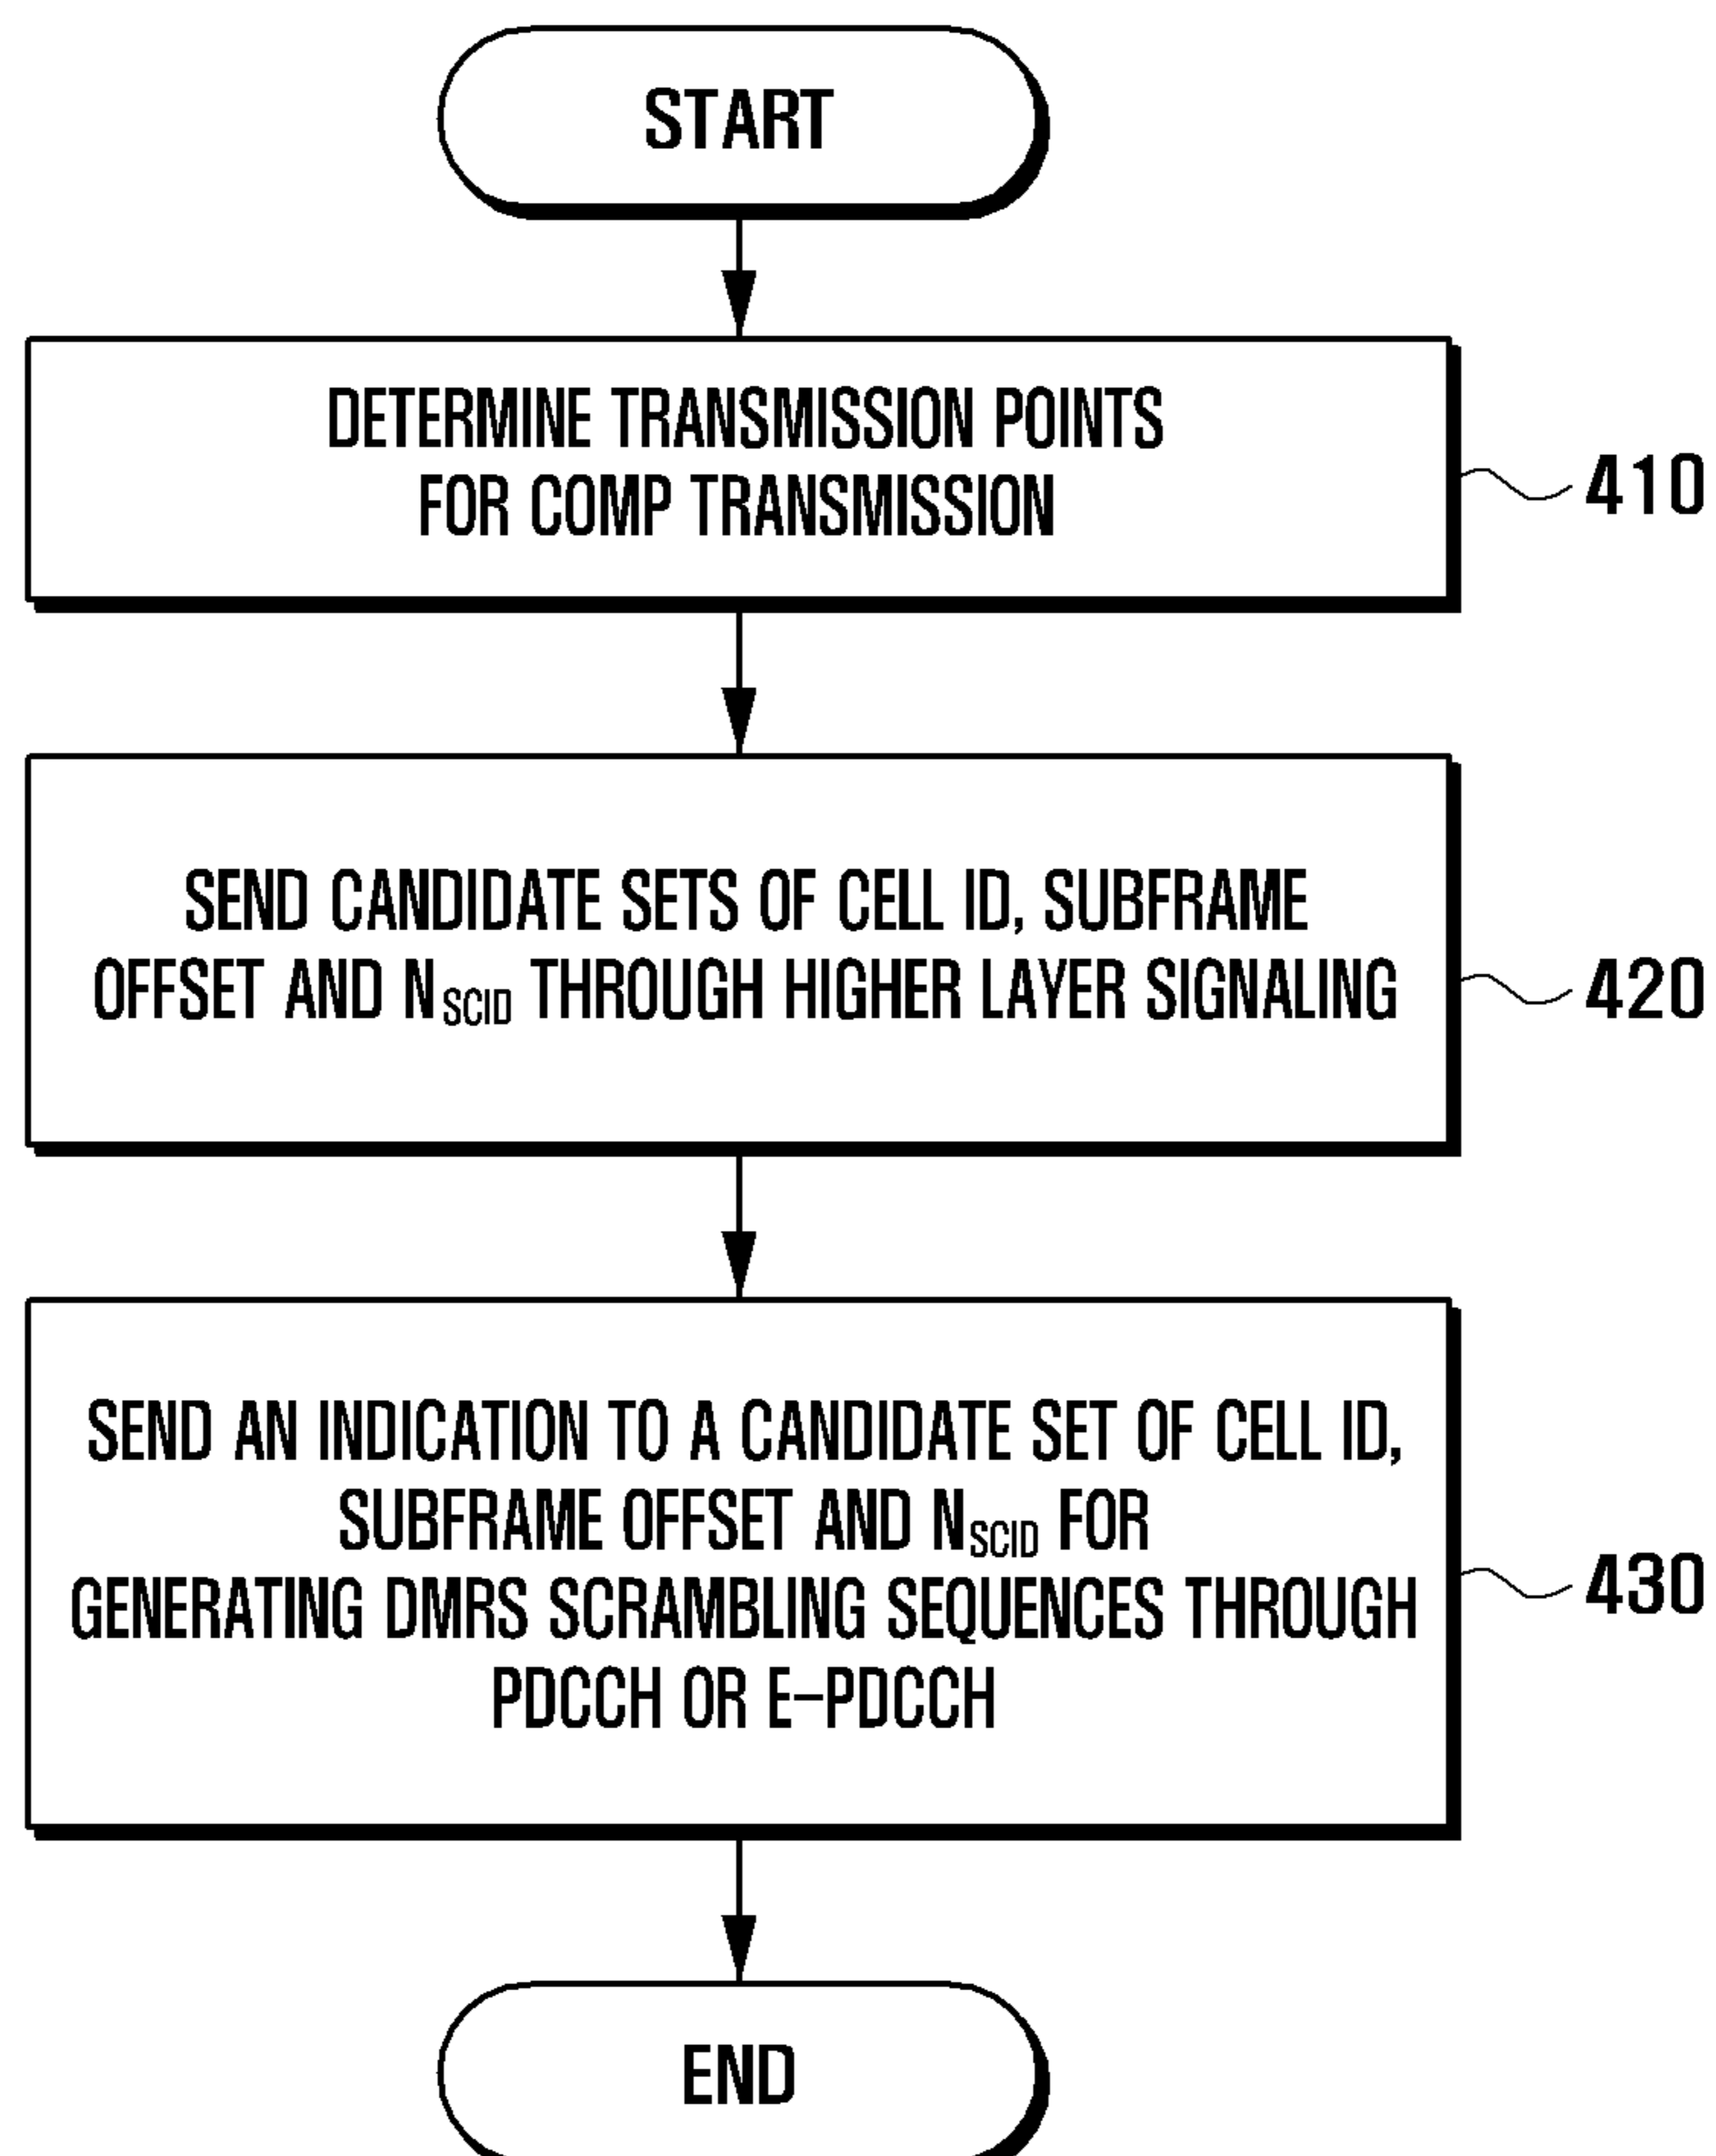 START
DETERMINE TRANSMISSION POINTS
FOR COMP TRANSMISSION
410
SEND CANDIDATE SETS OF CELL ID, SUBFRAME
OFFSET AND NSCID THROUGH HIGHER LAYER SIGNALING
420
SEND AN INDICATION TO A CANDIDATE SET OF CELL ID,
SUBFRAME OFFSET AND NSCID FOR
GENERATING DMRS SCRAMBLING SEQUENCES THROUGH
PDCCH OR E-PDCCH
430
END